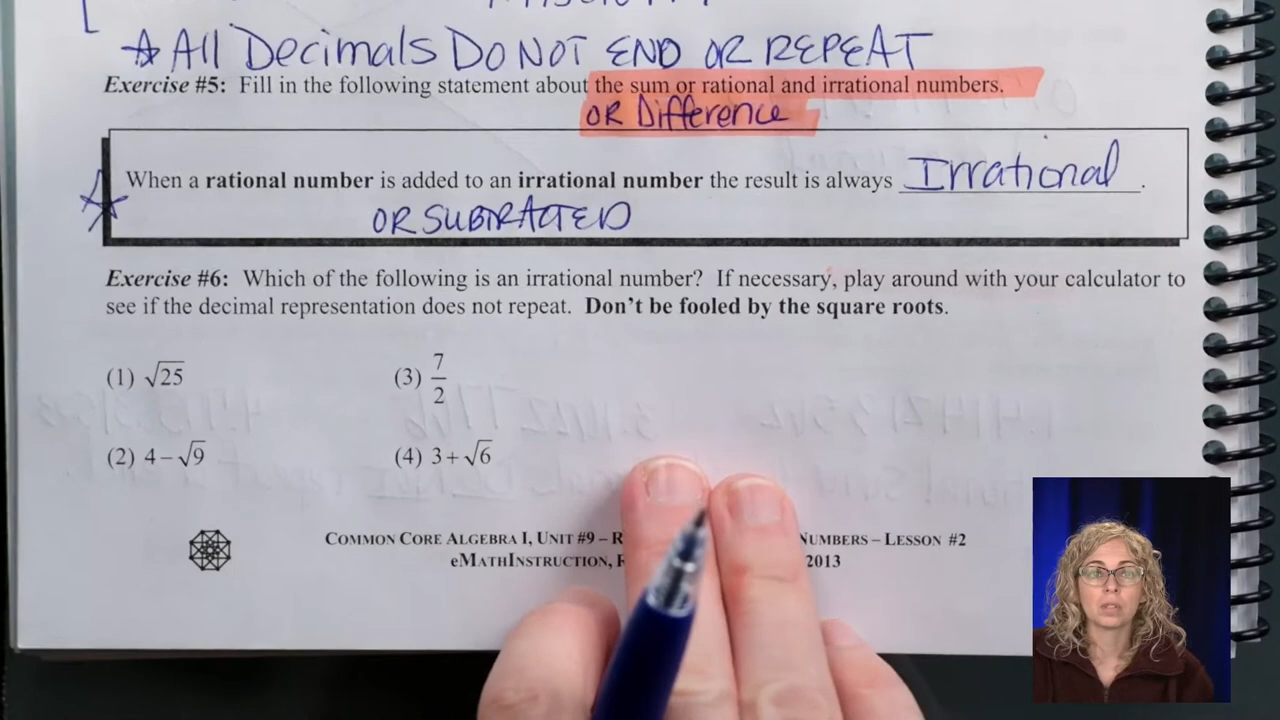 ☆ All Decimals DO NOT END OR REPEAT
Exercise #5: Fill in the following statement about the sum or rational and irrational numbers.
OR Difference
When a rational number is added to an irrational number the result is always Irrational.
☆ OR SUBTRACTED
Exercise #6: Which of the following is an irrational number? If necessary, play around with your calculator to
see if the decimal representation does not repeat. Don't be fooled by the square roots.
(1) √25 (3) 7/2
(2) 4 − √9 (4) 3 + √6
COMMON CORE ALGEBRA I, UNIT #9 – NUMBERS – LESSON #2
eMATHINSTRUCTION, 2013